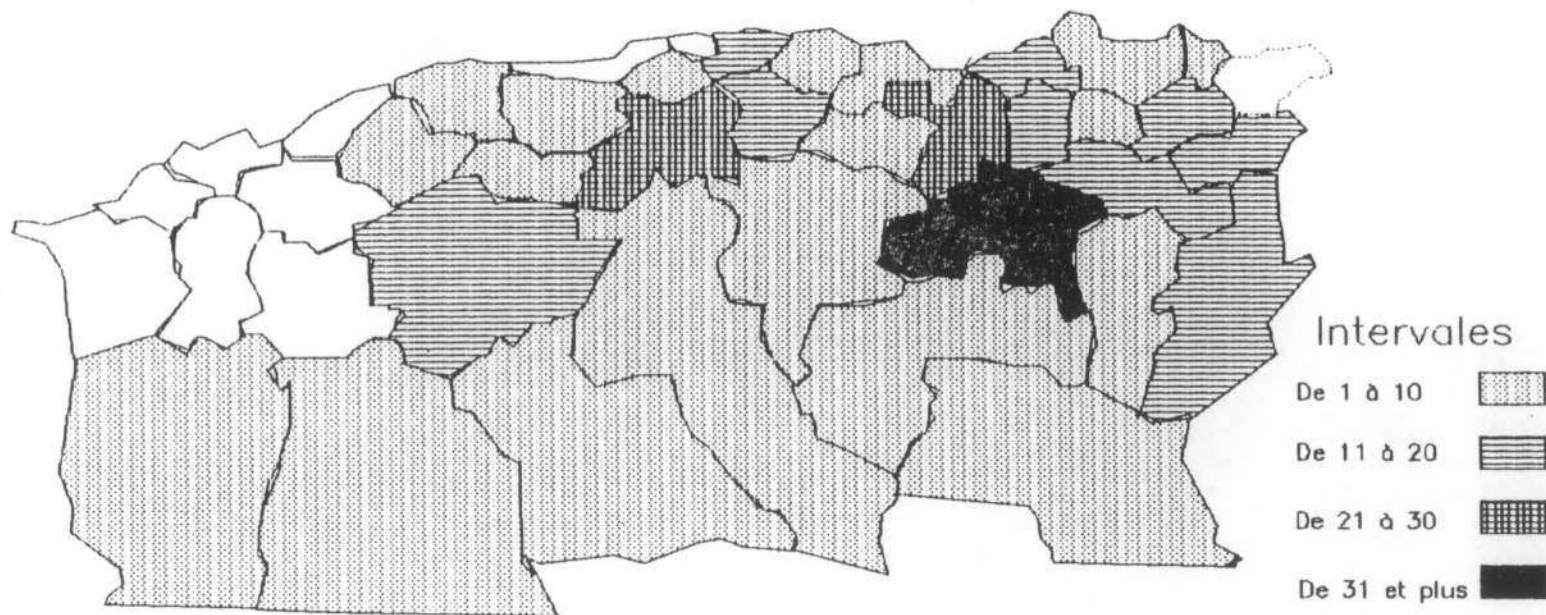 Intervales
De 1 à 10
De 11 à 20
De 21 à 30
De 31 et plus